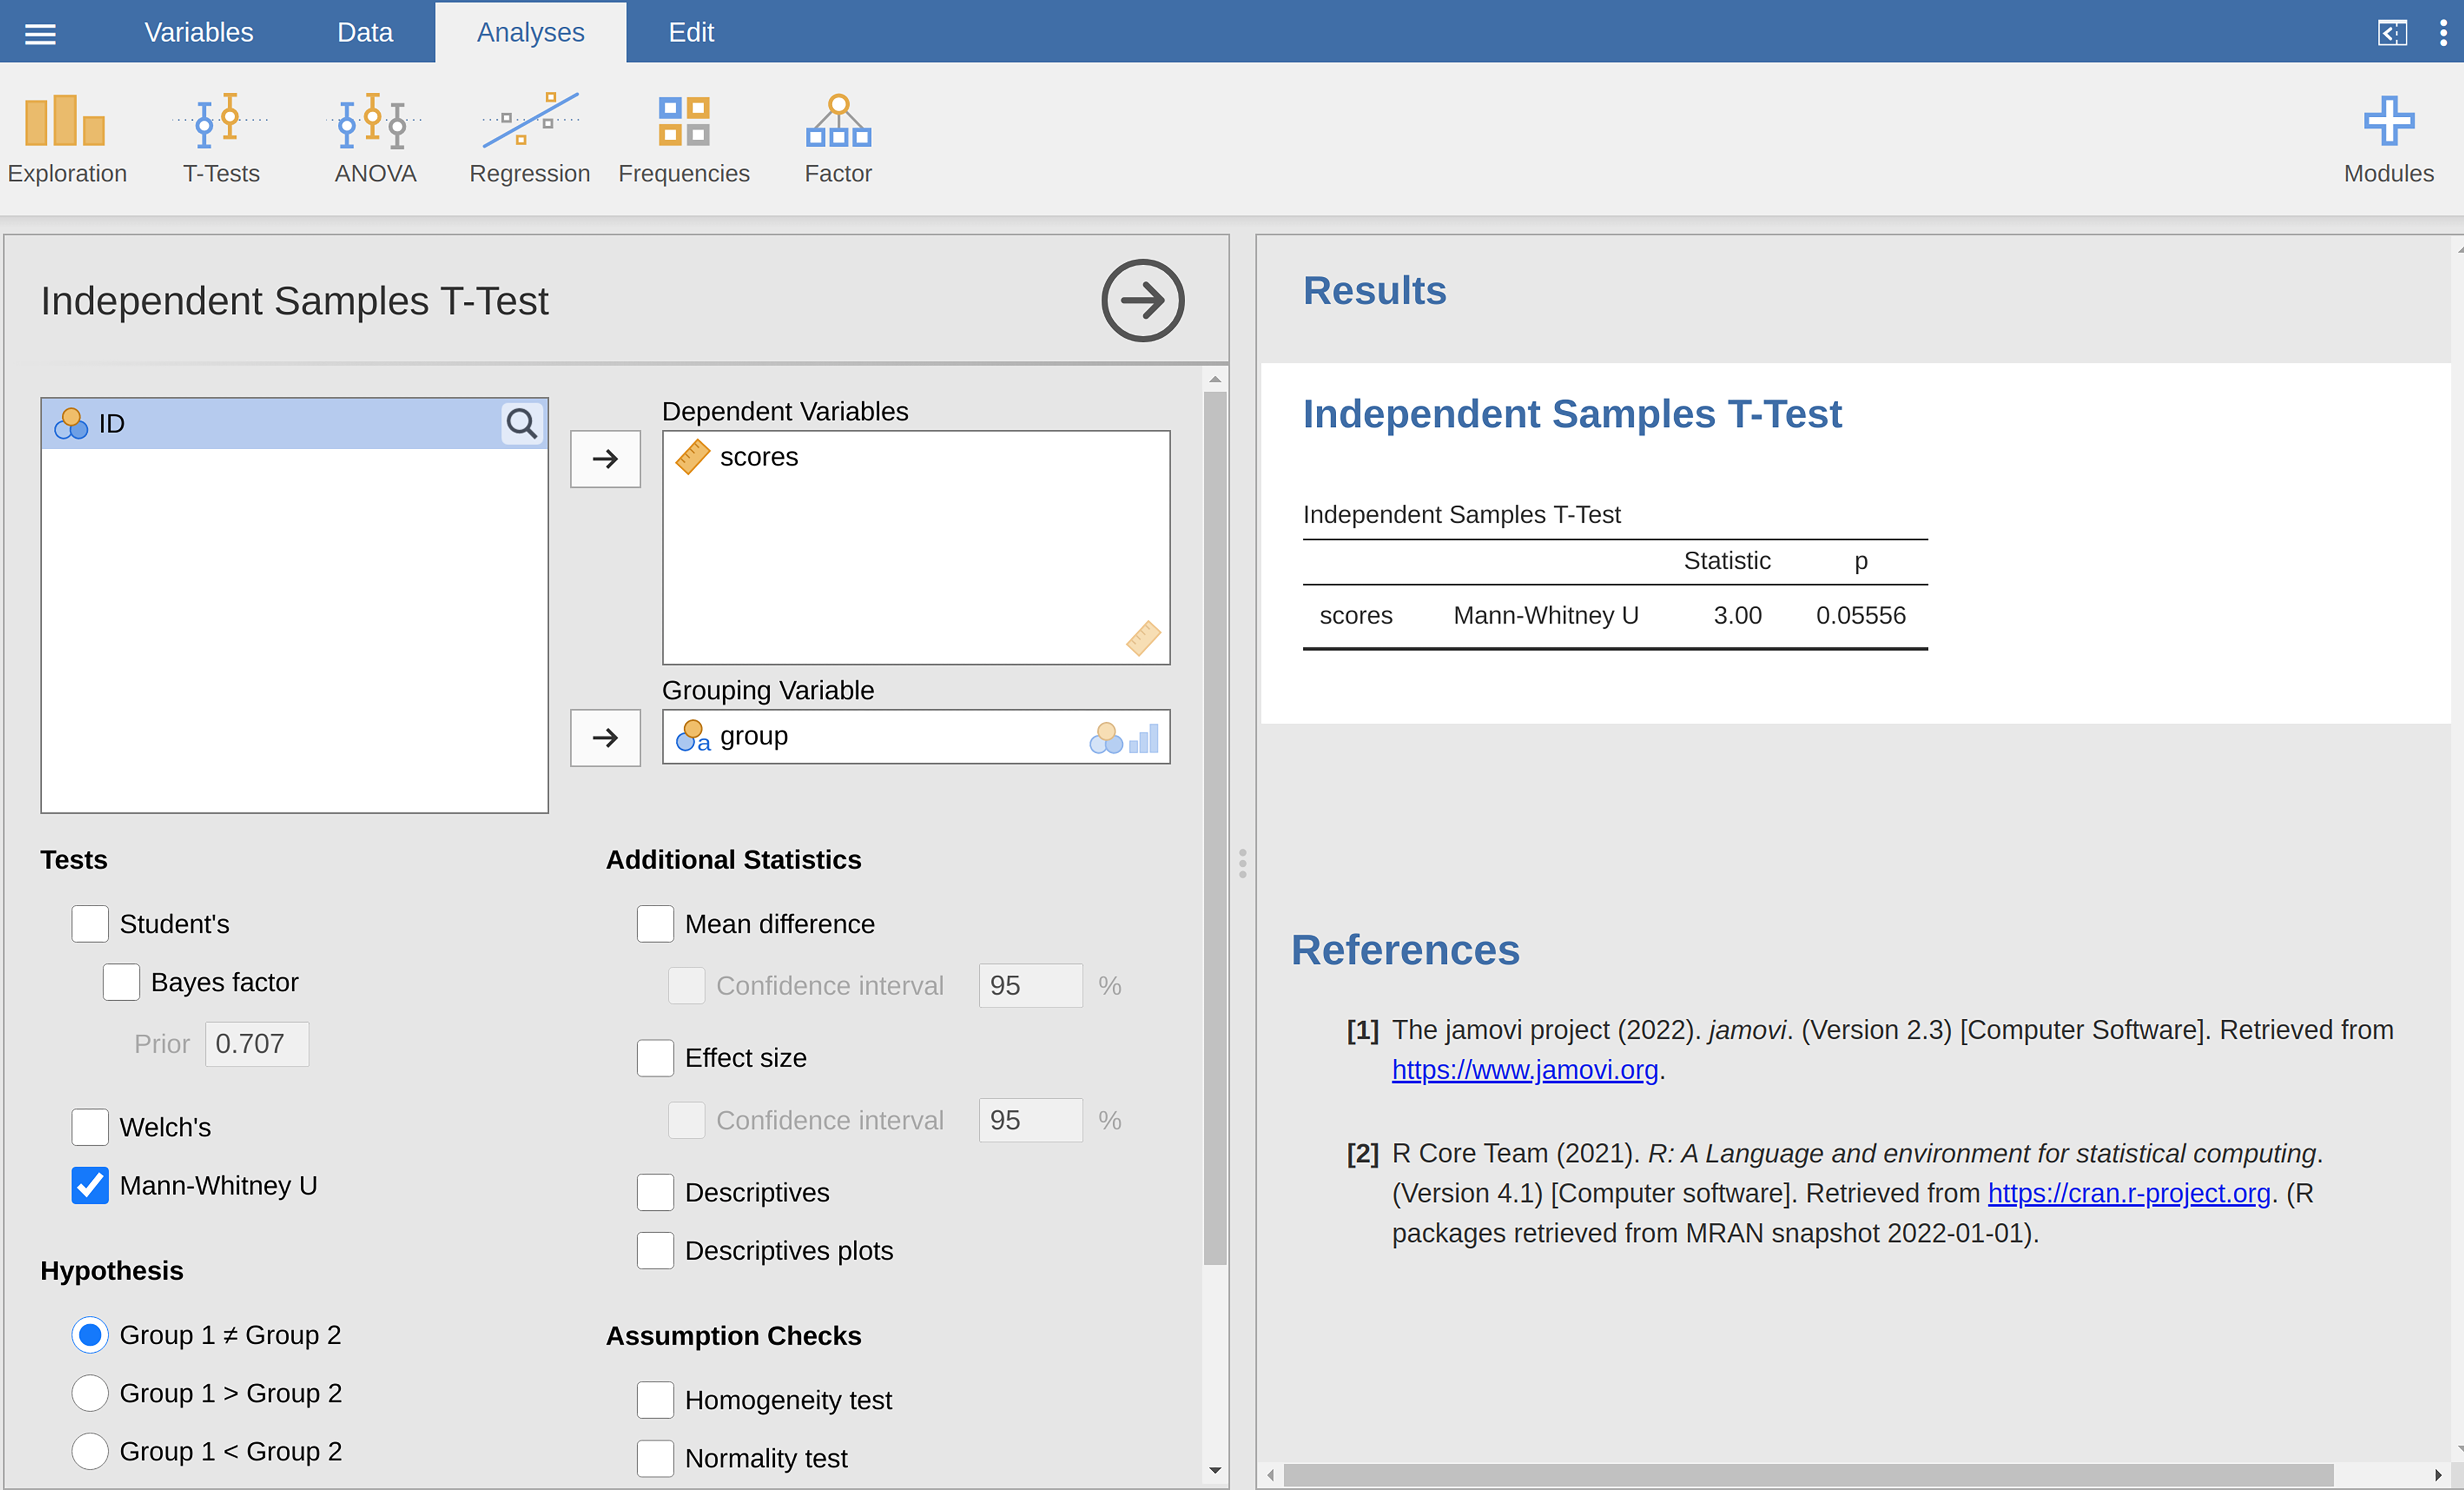 Variables Data Analyses Edit
Exploration T-Tests ANOVA Regression Frequencies Factor Modules
Independent Samples T-Test
ID
Dependent Variables
scores
Grouping Variable
a group
Tests
Student's
Bayes factor
Prior 0.707
Welch's
Mann-Whitney U
Hypothesis
Group 1 ≠ Group 2
Group 1 > Group 2
Group 1 < Group 2
Additional Statistics
Mean difference
Confidence interval 95 %
Effect size
Confidence interval 95 %
Descriptives
Descriptives plots
Assumption Checks
Homogeneity test
Normality test
Results
Independent Samples T-Test
Independent Samples T-Test
Statistic p
scores Mann-Whitney U 3.00 0.05556
References
[1] The jamovi project (2022). jamovi. (Version 2.3) [Computer Software]. Retrieved from
https://www.jamovi.org.
[2] R Core Team (2021). R: A Language and environment for statistical computing.
(Version 4.1) [Computer software]. Retrieved from https://cran.r-project.org. (R
packages retrieved from MRAN snapshot 2022-01-01).